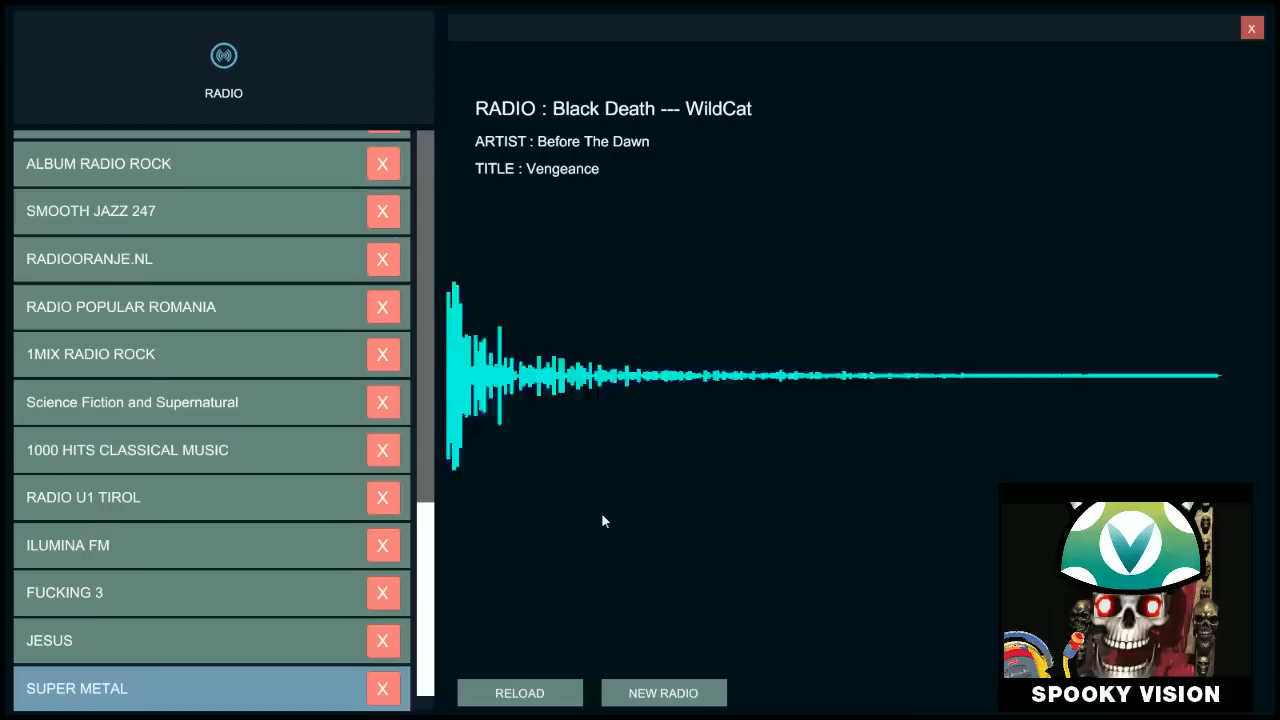 RADIO
ALBUM RADIO ROCK X
SMOOTH JAZZ 247 X
RADIOORANJE.NL X
RADIO POPULAR ROMANIA X
1MIX RADIO ROCK X
Science Fiction and Supernatural X
1000 HITS CLASSICAL MUSIC X
RADIO U1 TIROL X
ILUMINA FM X
FUCKING 3 X
JESUS X
SUPER METAL X
X
RADIO : Black Death --- WildCat
ARTIST : Before The Dawn
TITLE : Vengeance
RELOAD
NEW RADIO
V
SPOOKY VISION